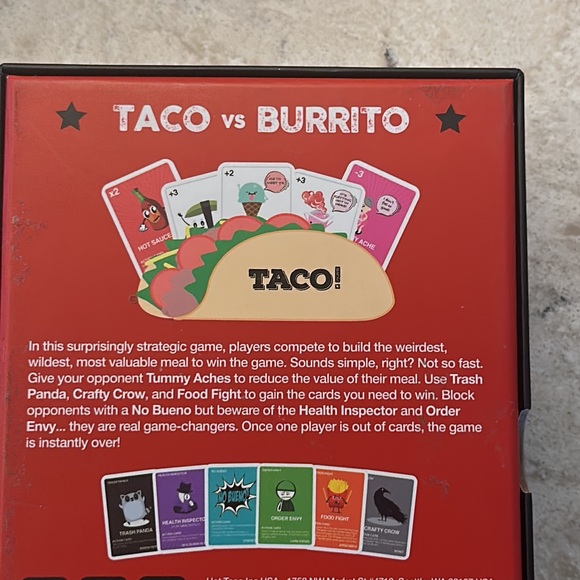 TACO vs BURRITO
x2
+3
+2
+3
-3
HOT SAUCE
ACHE
TACO!
In this surprisingly strategic game, players compete to build the weirdest,
wildest, most valuable meal to win the game. Sounds simple, right? Not so fast.
Give your opponent Tummy Aches to reduce the value of their meal. Use Trash
Panda, Crafty Crow, and Food Fight to gain the cards you need to win. Block
opponents with a No Bueno but beware of the Health Inspector and Order
Envy... they are real game-changers. Once one player is out of cards, the game
is instantly over!
TRASH PANDA
HEALTH INSPECTO
NO BUENO
ORDER ENVY
FOOD FIGHT
CRAFTY CROW